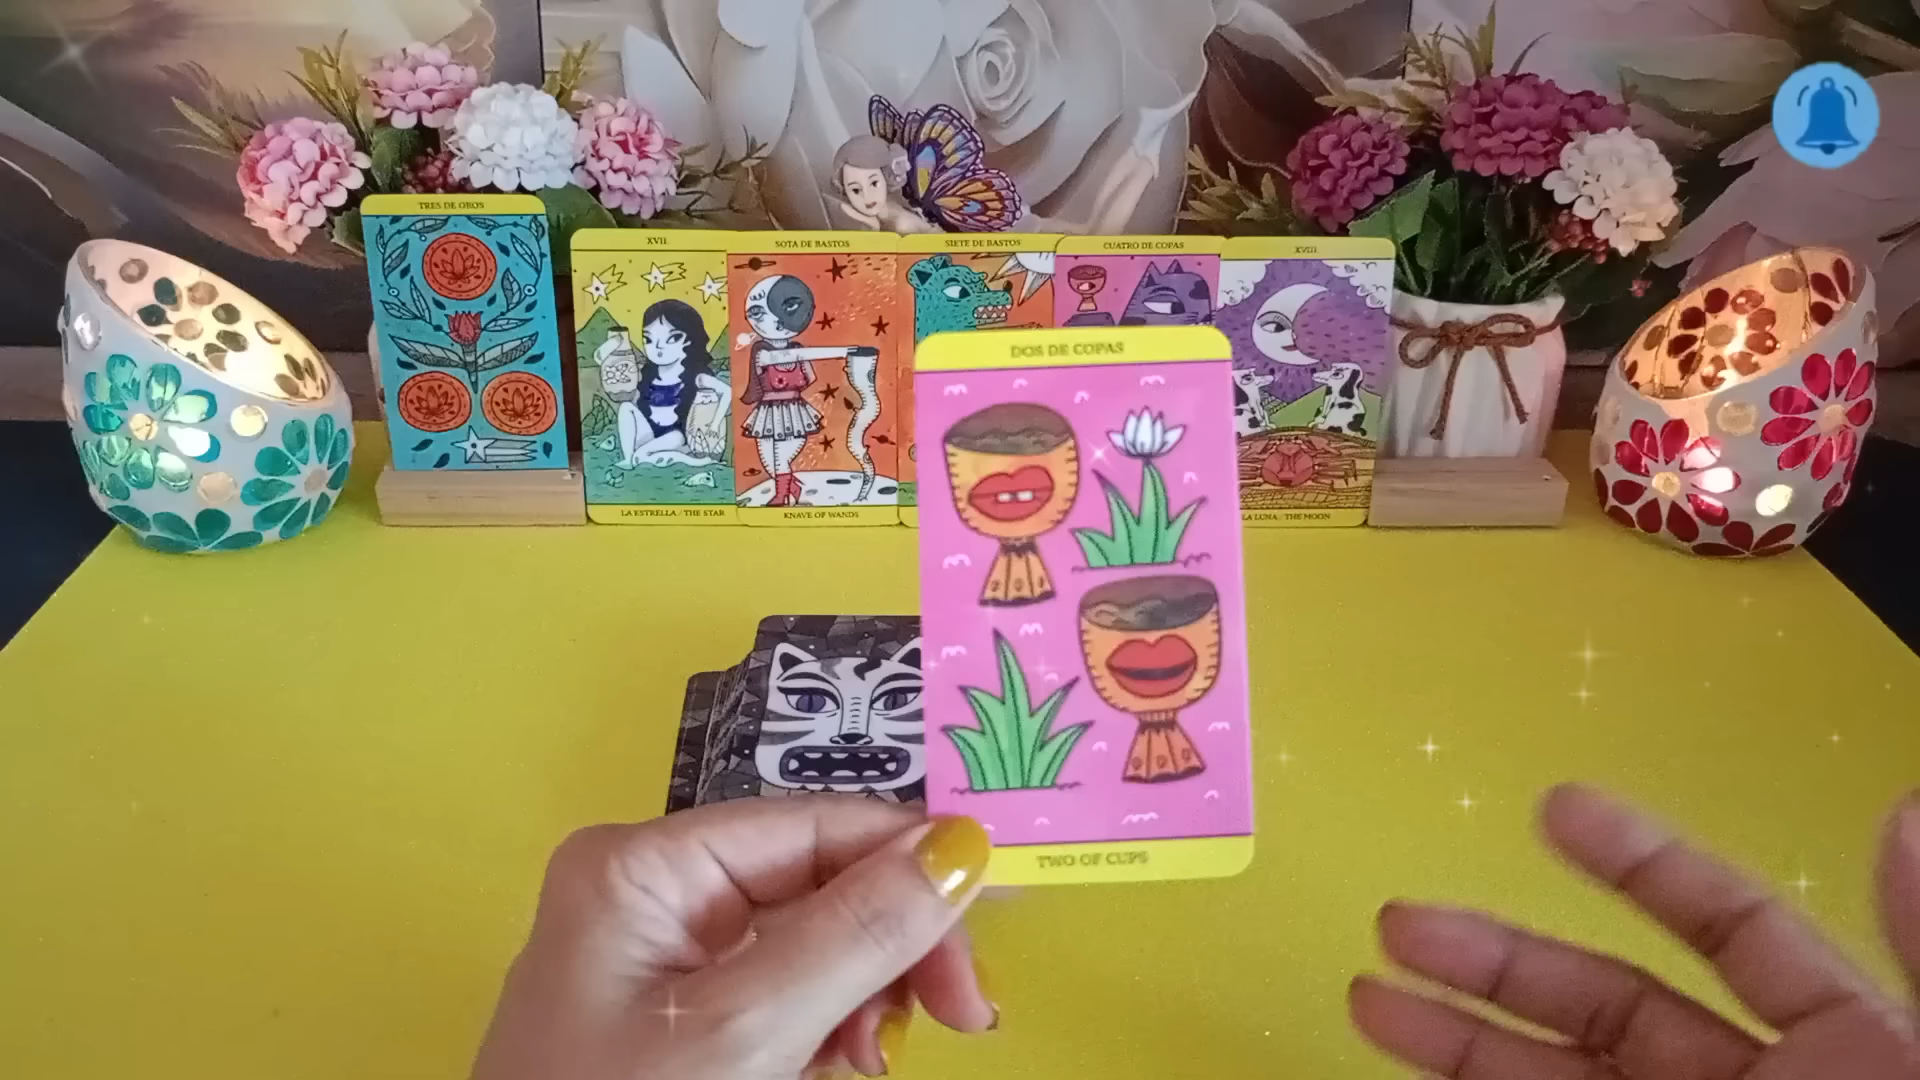 TRES DE OROS
XVII
LA ESTRELLA / THE STAR
SOTA DE BASTOS
KNAVE OF WANDS
SIETE DE BASTOS
CUATRO DE COPAS
XVIII
LA LUNA / THE MOON
DOS DE COPAS
TWO OF CUPS